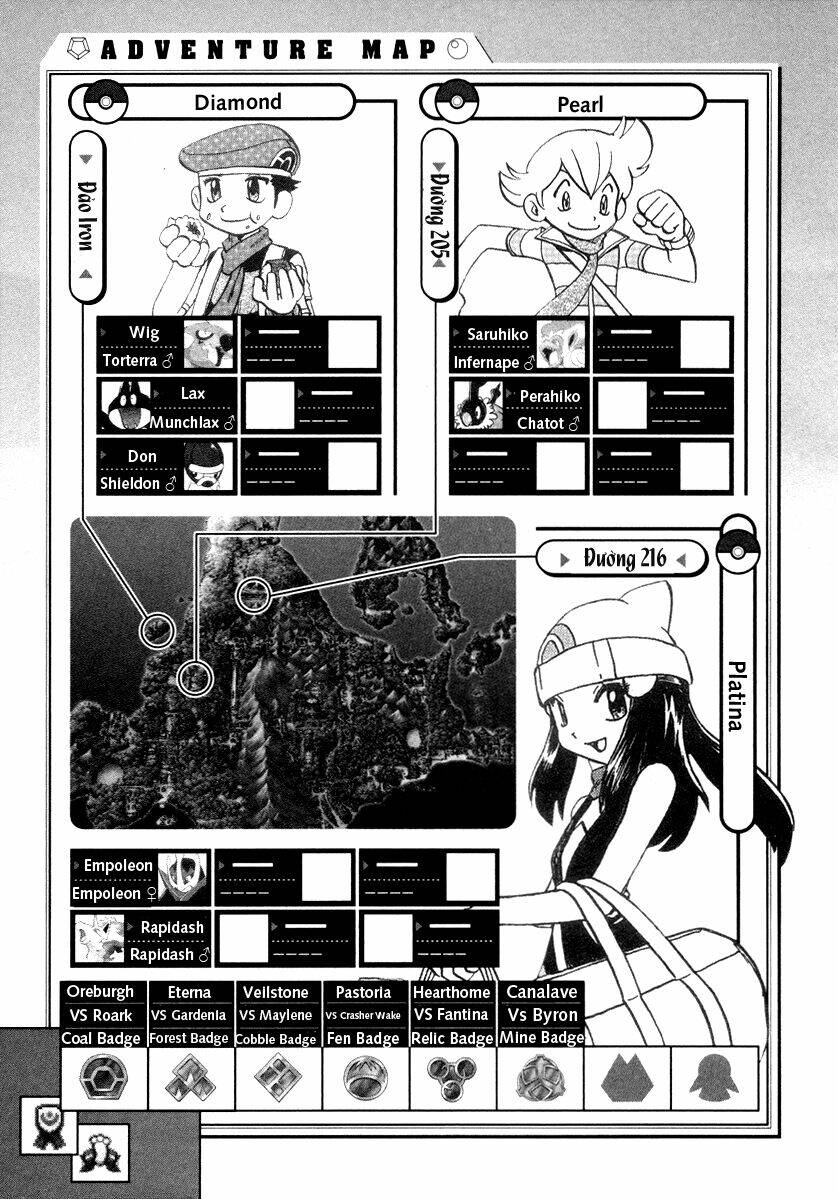 ADVENTURE MAP
Diamond
Đảo Iron
Wig
Torterra ♂
Lax
Munchlax ♂
Don
Shieldon ♂
Pearl
Đường 205
Saruhiko
Infernape ♂
Perahiko
Chatot ♂
Đường 216
Platina
Empoleon
Empoleon ♀
Rapidash
Rapidash ♂
Oreburgh
VS Roark
Coal Badge
Eterna
VS Gardenia
Forest Badge
Veilstone
VS Maylene
Cobble Badge
Pastoria
VS Crasher Wake
Fen Badge
Hearthome
VS Fantina
Relic Badge
Canalave
Vs Byron
Mine Badge